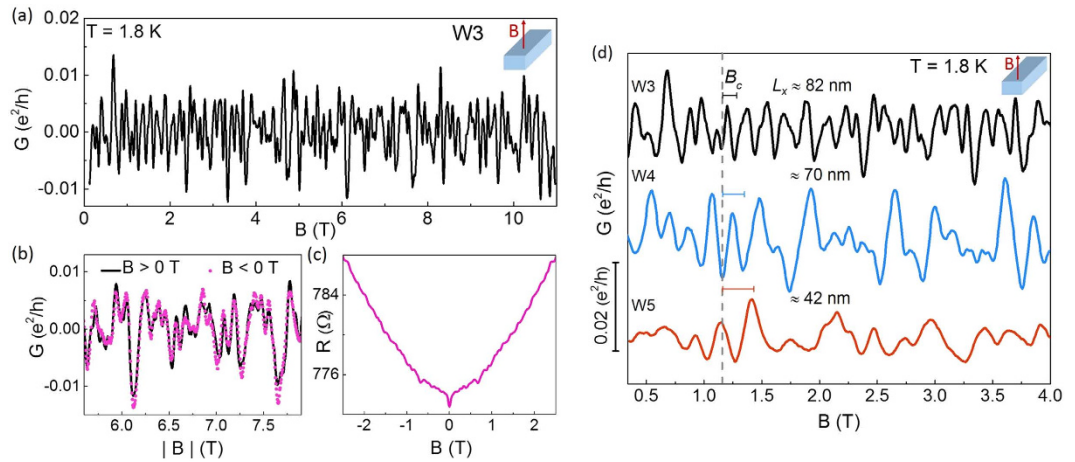 (a)
0.02
0.01
0.00
-0.01
G (e²/h)
T = 1.8 K
W3
B
0 2 4 6 8 10
B (T)
(b)
0.01
0.00
-0.01
G (e²/h)
B > 0 T B < 0 T
6.0 6.5 7.0 7.5
| B | (T)
(c)
784
776
R (Ω)
-2 -1 0 1 2
B (T)
(d)
T = 1.8 K
B
W3
B_c
L_x ≈ 82 nm
W4
≈ 70 nm
W5
≈ 42 nm
G (e²/h)
0.02 (e²/h)
0.5 1.0 1.5 2.0 2.5 3.0 3.5 4.0
B (T)